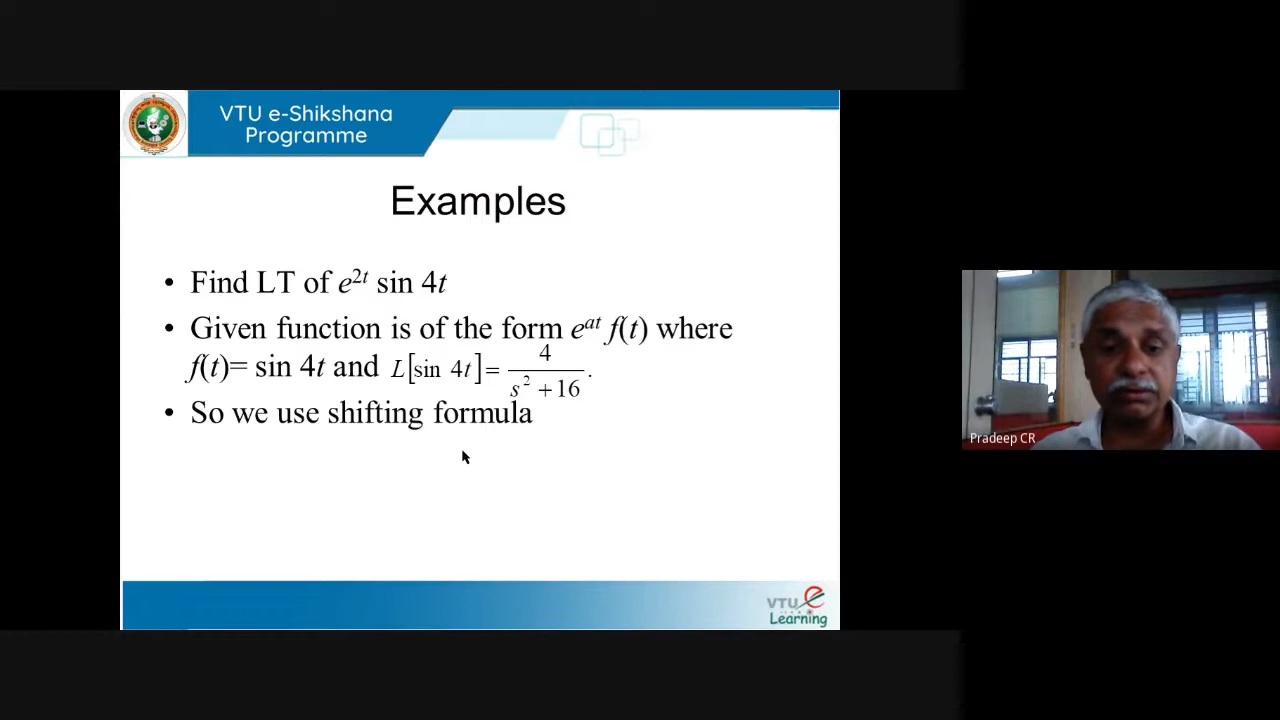 VTU e-Shikshana
Programme
Examples
• Find LT of e^{2t} sin 4t
• Given function is of the form e^{at} f(t) where
f(t)= sin 4t and L[sin 4t] = \frac{4}{s^2+16}.
• So we use shifting formula
Pradeep CR
VTU e
Learning